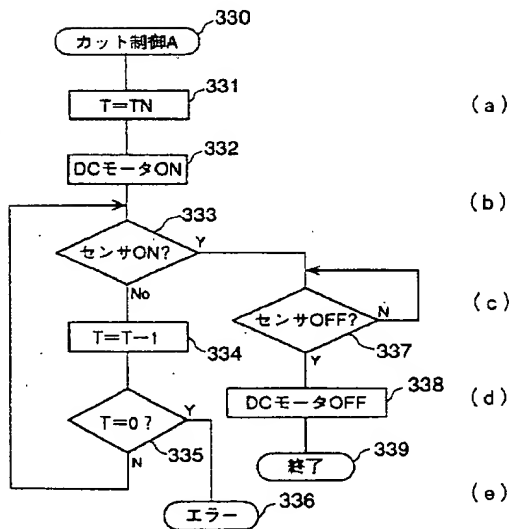 330
カット制御A
331
T=TN
(a)
332
DCモータON
(b)
333
センサON?
Y
No
(c)
センサOFF?
N
337
T=T−1
334
Y
338
DCモータOFF
(d)
T=0?
Y
335
N
339
終了
エラー
336
(e)